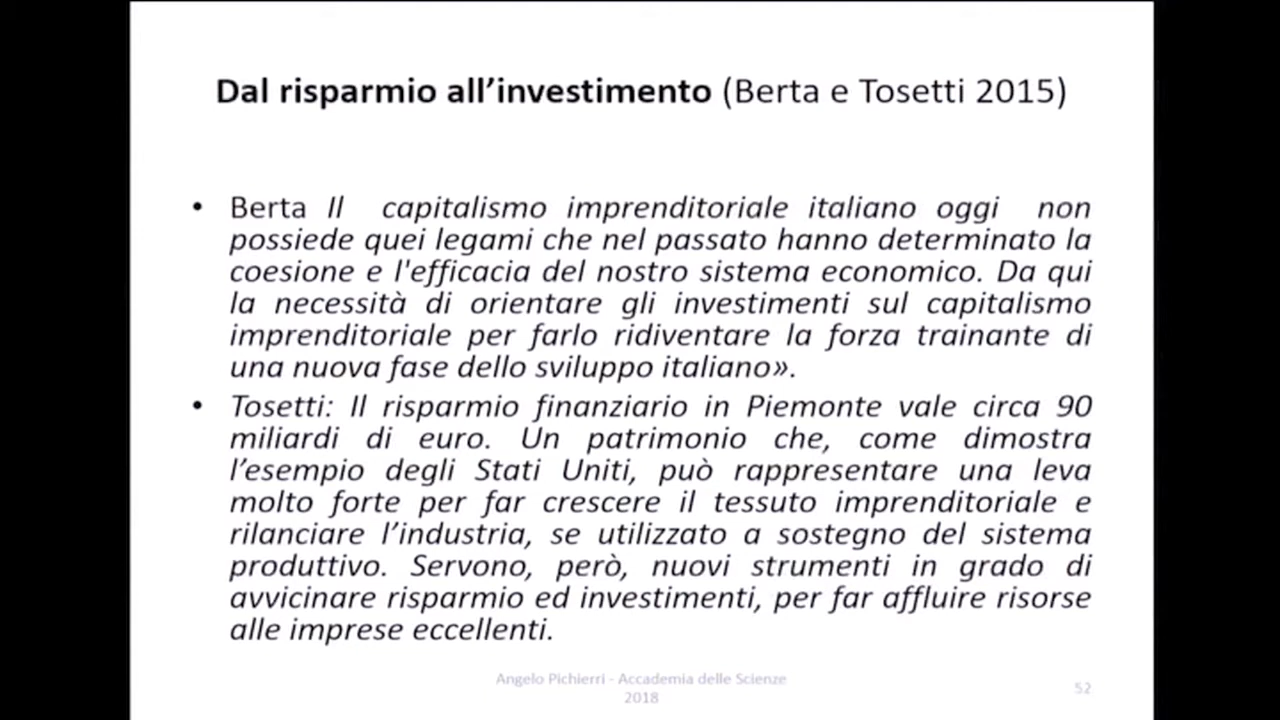 Dal risparmio all’investimento (Berta e Tosetti 2015)
• Berta Il capitalismo imprenditoriale italiano oggi non
possiede quei legami che nel passato hanno determinato la
coesione e l'efficacia del nostro sistema economico. Da qui
la necessità di orientare gli investimenti sul capitalismo
imprenditoriale per farlo ridiventare la forza trainante di
una nuova fase dello sviluppo italiano».
• Tosetti: Il risparmio finanziario in Piemonte vale circa 90
miliardi di euro. Un patrimonio che, come dimostra
l’esempio degli Stati Uniti, può rappresentare una leva
molto forte per far crescere il tessuto imprenditoriale e
rilanciare l’industria, se utilizzato a sostegno del sistema
produttivo. Servono, però, nuovi strumenti in grado di
avvicinare risparmio ed investimenti, per far affluire risorse
alle imprese eccellenti.
Angelo Pichierri - Accademia delle Scienze
2018
52